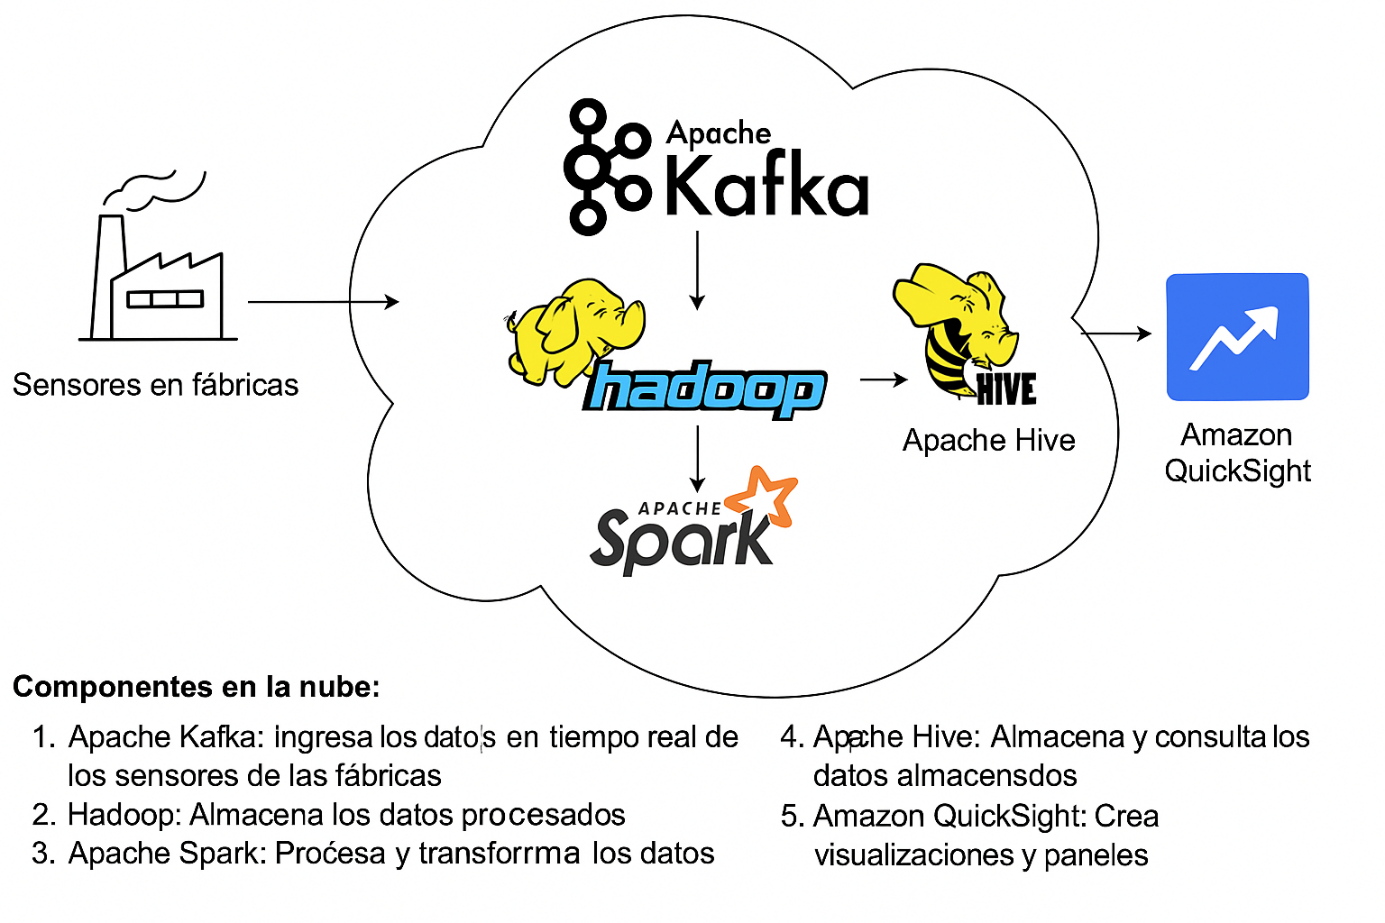 Apache
Kafka
Sensores en fábricas
hadoop
HIVE
Apache Hive
Amazon
QuickSight
APACHE
Spark
Componentes en la nube:
1. Apache Kafka: ingresa los datos en tiempo real de
los sensores de las fábricas
2. Hadoop: Almacena los datos procesados
3. Apache Spark: Proćesa y transforrma los datos
4. Apache Hive: Almacena y consulta los
datos almacensdos
5. Amazon QuickSight: Crea
visualizaciones y paneles